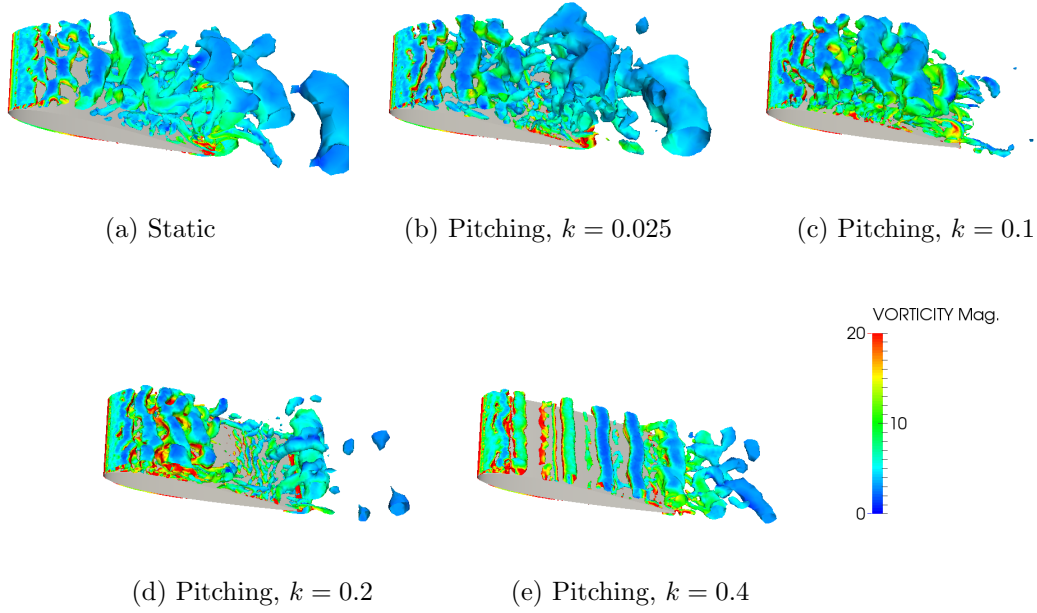 (a) Static
(b) Pitching, k = 0.025
(c) Pitching, k = 0.1
VORTICITY Mag.
20
10
0
(d) Pitching, k = 0.2
(e) Pitching, k = 0.4